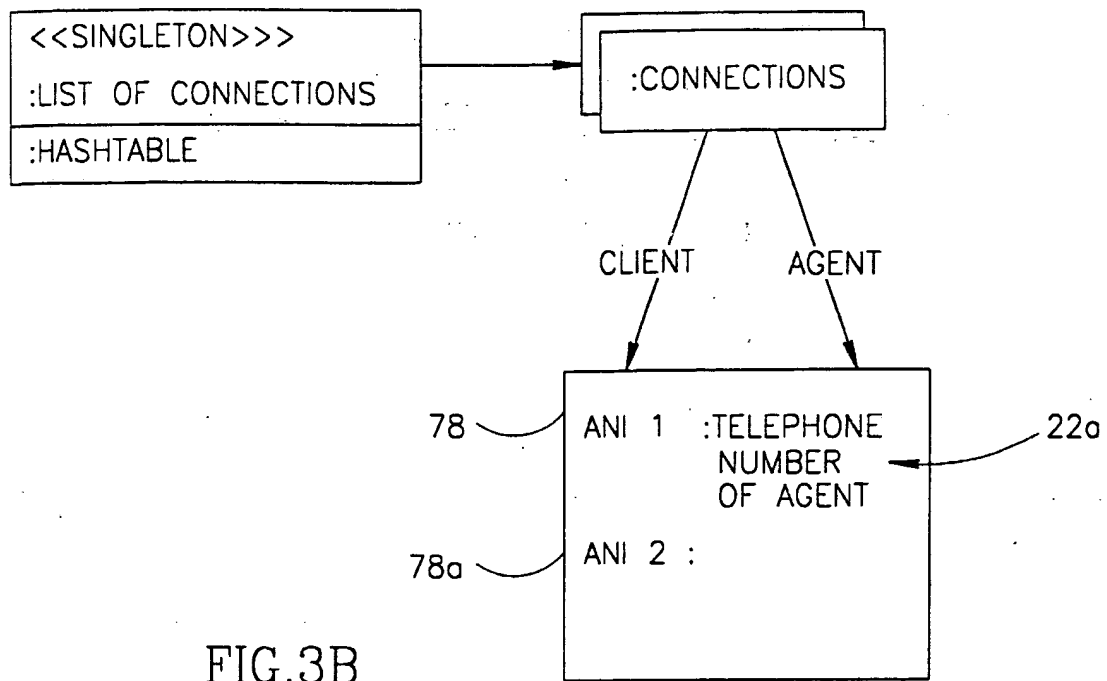 <<SINGLETON>>>
:LIST OF CONNECTIONS
:HASHTABLE
:CONNECTIONS
CLIENT
AGENT
78
ANI 1 :TELEPHONE
NUMBER
OF AGENT
22a
78a
ANI 2 :
FIG.3B